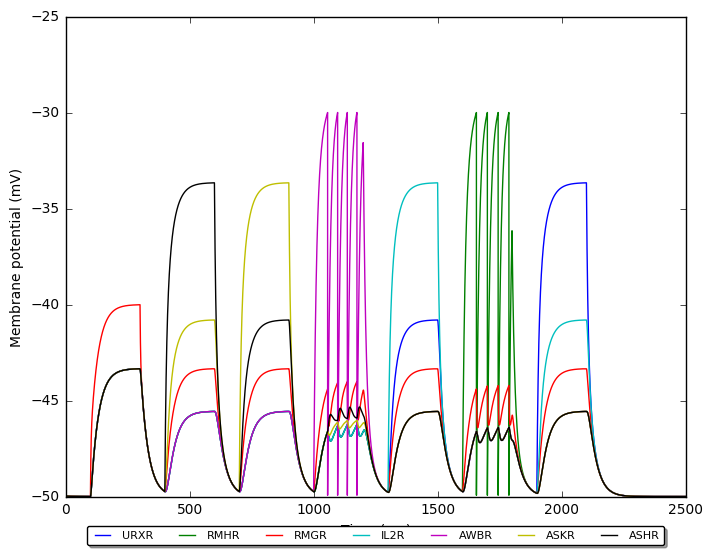 −25
−30
−35
−40
−45
−50
Membrane potential (mV)
0
500
1000
1500
2000
2500
URXR
RMHR
RMGR
IL2R
AWBR
ASKR
ASHR